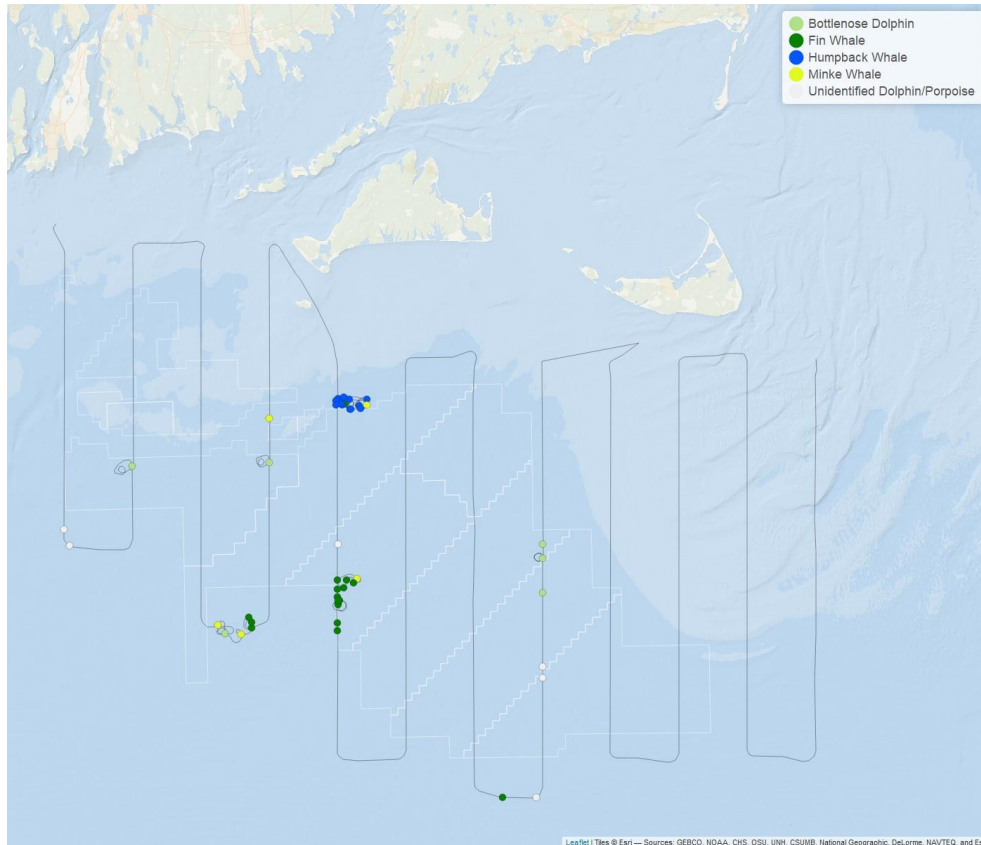 Bottlenose Dolphin
Fin Whale
Humpback Whale
Minke Whale
Unidentified Dolphin/Porpoise
Leaflet | Tiles © Esri — Sources: GEBCO, NOAA, CHS, OSU, UNH, CSUMB, National Geographic, DeLorme, NAVTEQ, and Es